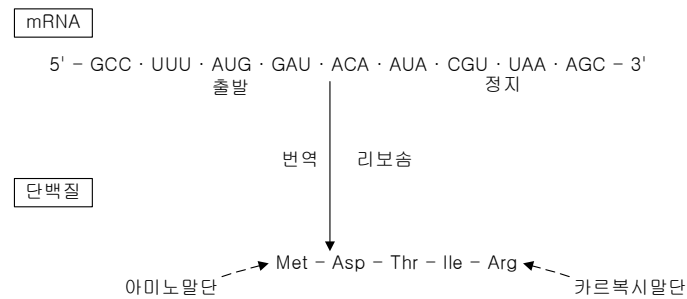 mRNA
5' - GCC · UUU · AUG · GAU · ACA · AUA · CGU · UAA · AGC - 3'
출발 정지
번역 리보솜
단백질
Met - Asp - Thr - Ile - Arg
아미노말단 카르복시말단